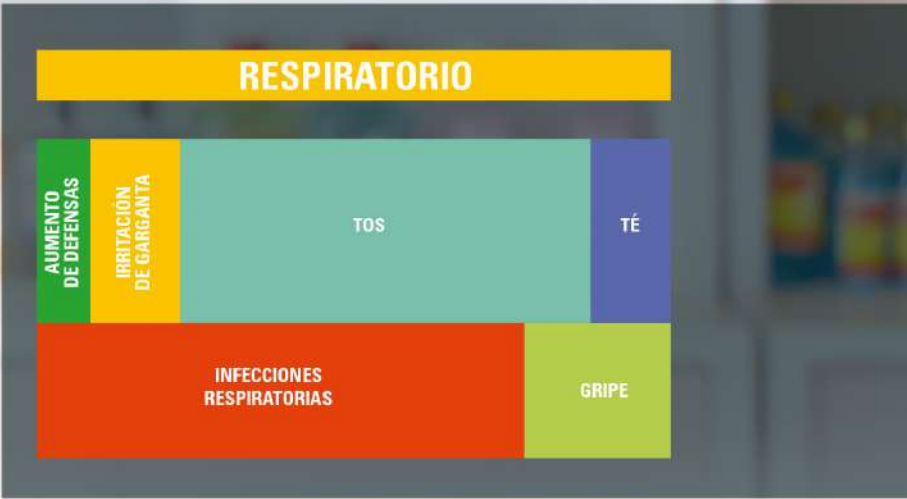 RESPIRATORIO
AUMENTO
DE DEFENSAS
IRRITACIÓN
DE GARGANTA
TOS
TÉ
INFECCIONES
RESPIRATORIAS
GRIPE